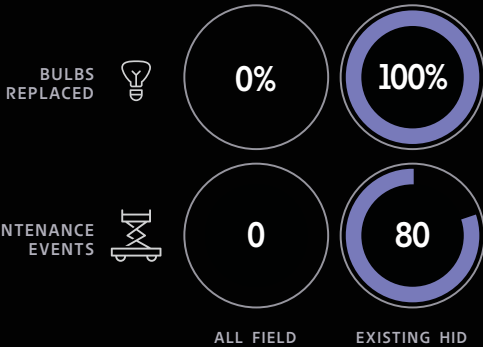 BULBS
REPLACED
0%
100%
NTENANCE
EVENTS
0
80
ALL FIELD
EXISTING HID